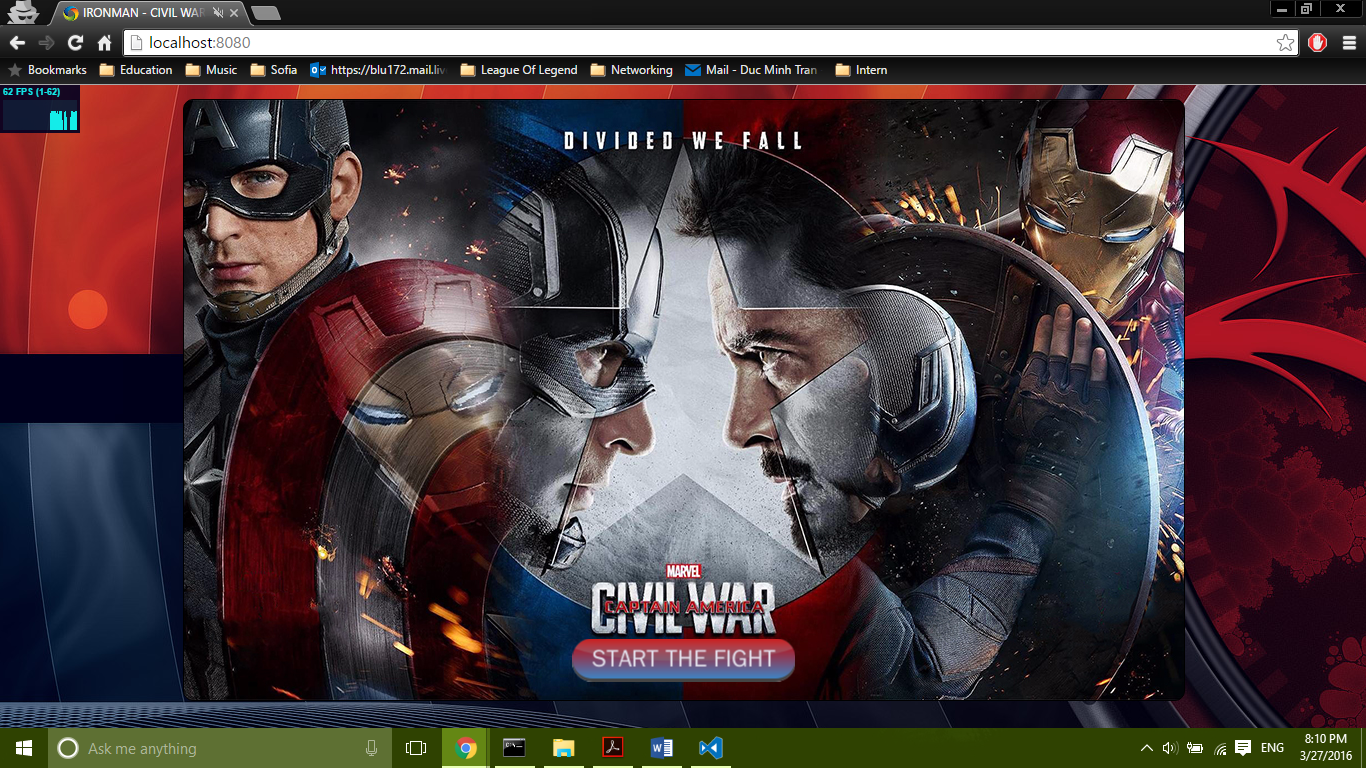 IRONMAN - CIVIL WAR
localhost:8080
Bookmarks Education Music Sofia https://blu172.mail.liv League Of Legend Networking Mail - Duc Minh Tran Intern
62 FPS (1-62)
A
DIVIDED WE FALL
MARVEL
CIVIL WAR
CAPTAIN AMERICA
START THE FIGHT
Ask me anything
ENG
8:10 PM
3/27/2016